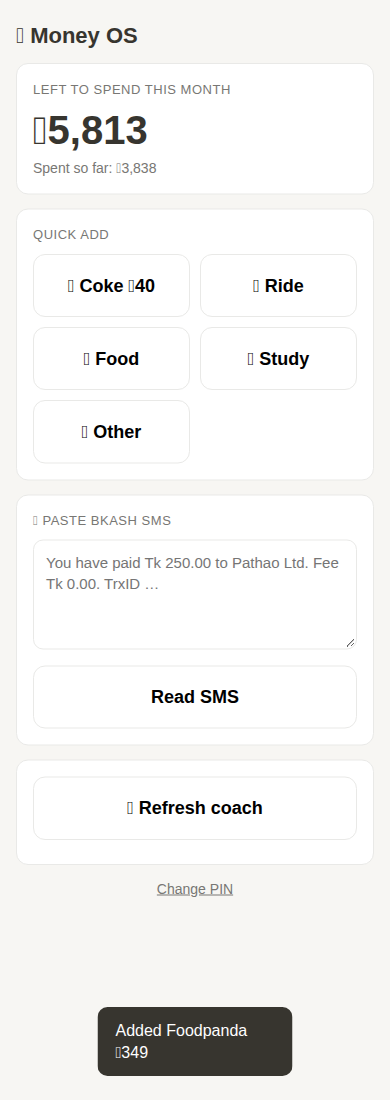 Money OS
LEFT TO SPEND THIS MONTH
5,813
Spent so far: 3,838
QUICK ADD
Coke 40
Ride
Food
Study
Other
PASTE BKASH SMS
You have paid Tk 250.00 to Pathao Ltd. Fee
Tk 0.00. TrxID …
Read SMS
Refresh coach
Change PIN
Added Foodpanda
349